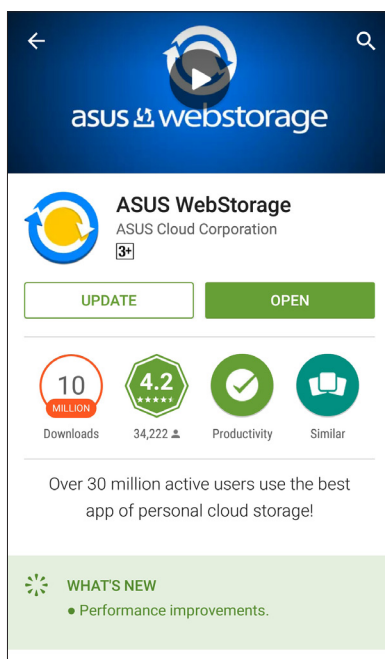 asus webstorage
ASUS WebStorage
ASUS Cloud Corporation
3+
UPDATE
OPEN
10
MILLION
Downloads
4.2
34,222
Productivity
Similar
Over 30 million active users use the best
app of personal cloud storage!
WHAT'S NEW
● Performance improvements.